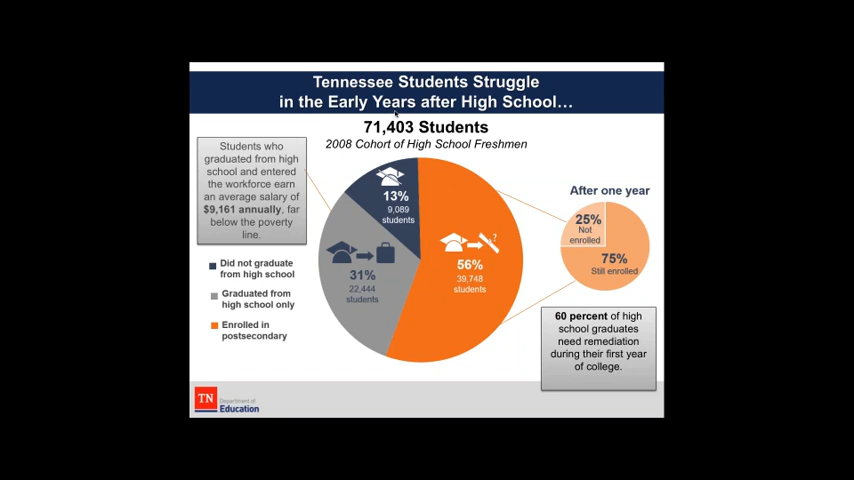 Tennessee Students Struggle
in the Early Years after High School…
71,403 Students
2008 Cohort of High School Freshmen
Students who
graduated from high
school and entered
the workforce earn
an average salary of
$9,161 annually, far
below the poverty
line.
13%
9,089
students
31%
22,444
students
?
56%
39,748
students
After one year
25%
Not
enrolled
75%
Still enrolled
Did not graduate
from high school
Graduated from
high school only
Enrolled in
postsecondary
60 percent of high
school graduates
need remediation
during their first year
of college.
TN
Department of
Education